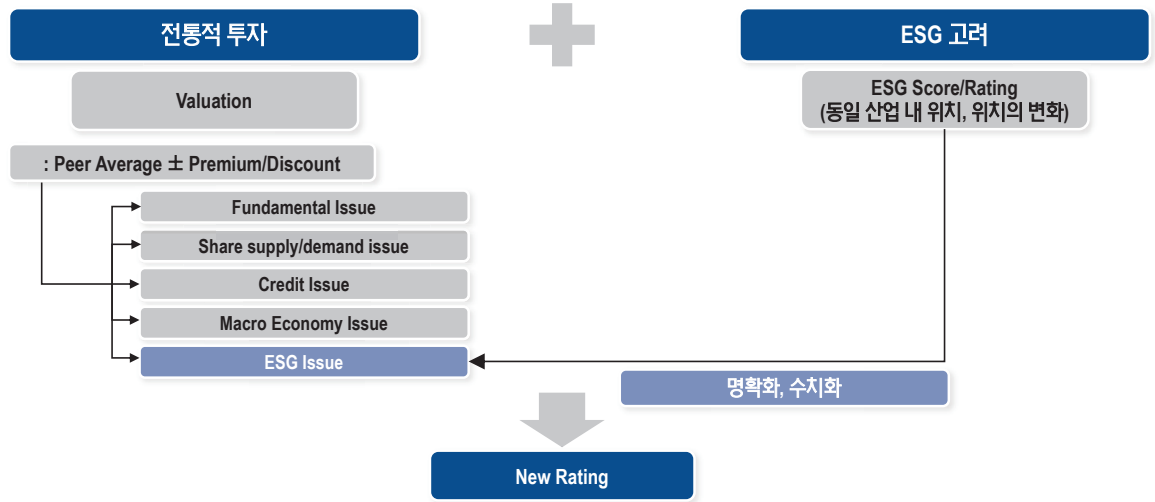 전통적 투자
ESG 고려
Valuation
ESG Score/Rating
(동일 산업 내 위치, 위치의 변화)
: Peer Average ± Premium/Discount
Fundamental Issue
Share supply/demand issue
Credit Issue
Macro Economy Issue
ESG Issue
명확화, 수치화
New Rating